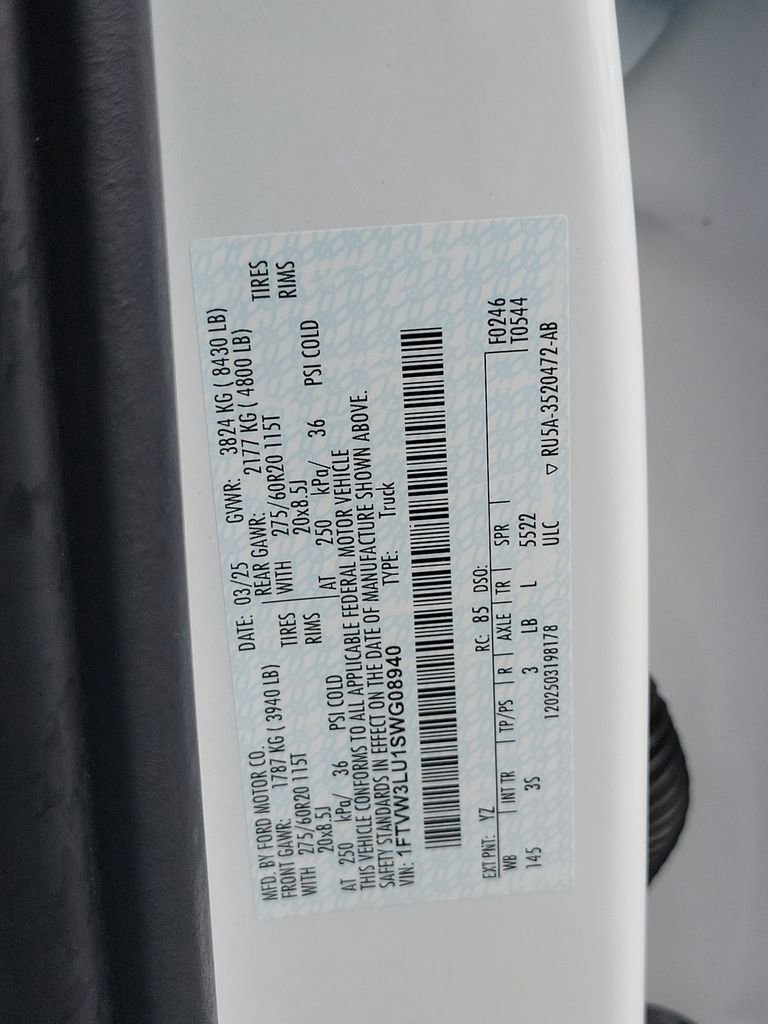 MFD. BY FORD MOTOR CO.
DATE: 03/25 GVWR: 3824 KG ( 8430 LB)
FRONT GAWR: 1787 KG ( 3940 LB) REAR GAWR: 2177 KG ( 4800 LB)
WITH 275/60R20 115T TIRES WITH 275/60R20 115T TIRES
20x8.5J RIMS 20x8.5J RIMS
AT 250 kPa/ 36 PSI COLD AT 250 kPa/ 36 PSI COLD
THIS VEHICLE CONFORMS TO ALL APPLICABLE FEDERAL MOTOR VEHICLE
SAFETY STANDARDS IN EFFECT ON THE DATE OF MANUFACTURE SHOWN ABOVE.
VIN: 1FTVW3LU1SWG08940 TYPE: Truck
EXT PNT: YZ RC: 85 DSO:
WB INT TR TP/PS R AXLE TR SPR F0246
145 3S 3 LB L 5522 T0544
1202503198178 ULC ▽ RU5A-3520472-AB